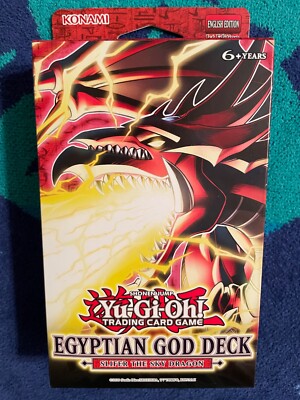 KONAMI
ENGLISH EDITION
6+ YEARS
SHONEN JUMP
Yu-Gi-Oh!
TRADING CARD GAME
EGYPTIAN GOD DECK
SLIFER THE SKY DRAGON